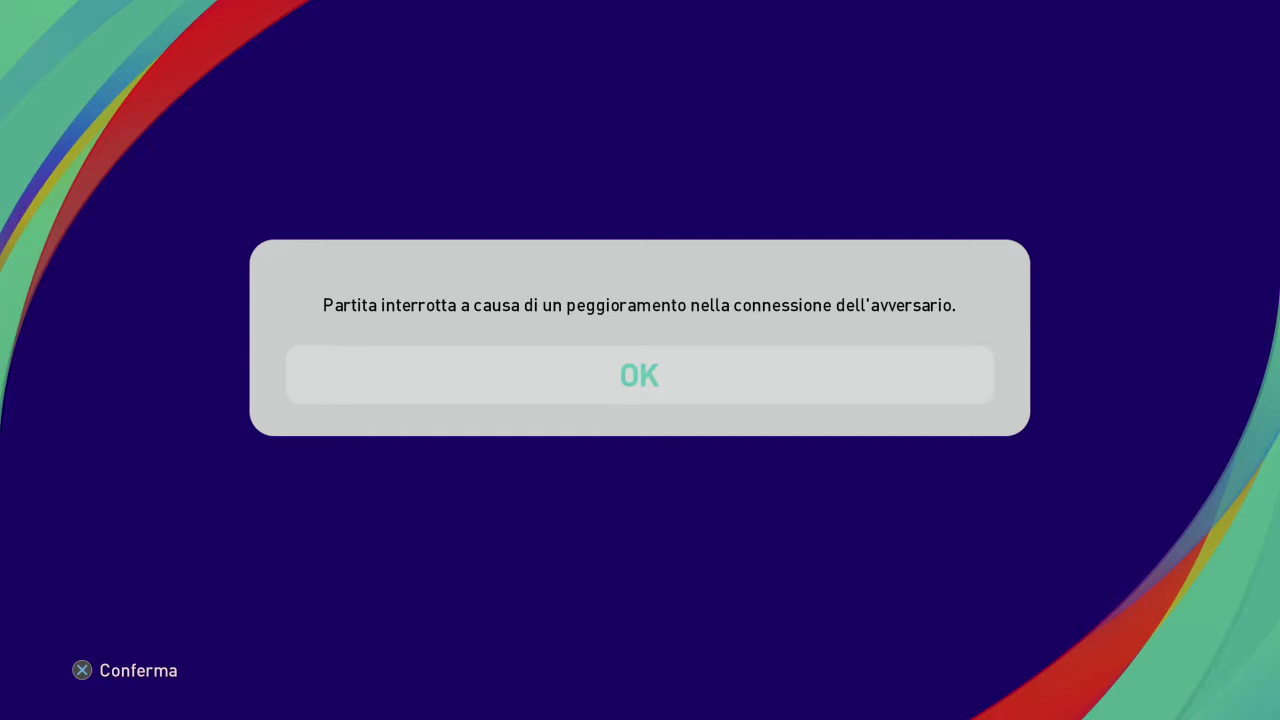 Partita interrotta a causa di un peggioramento nella connessione dell'avversario.
OK
Conferma